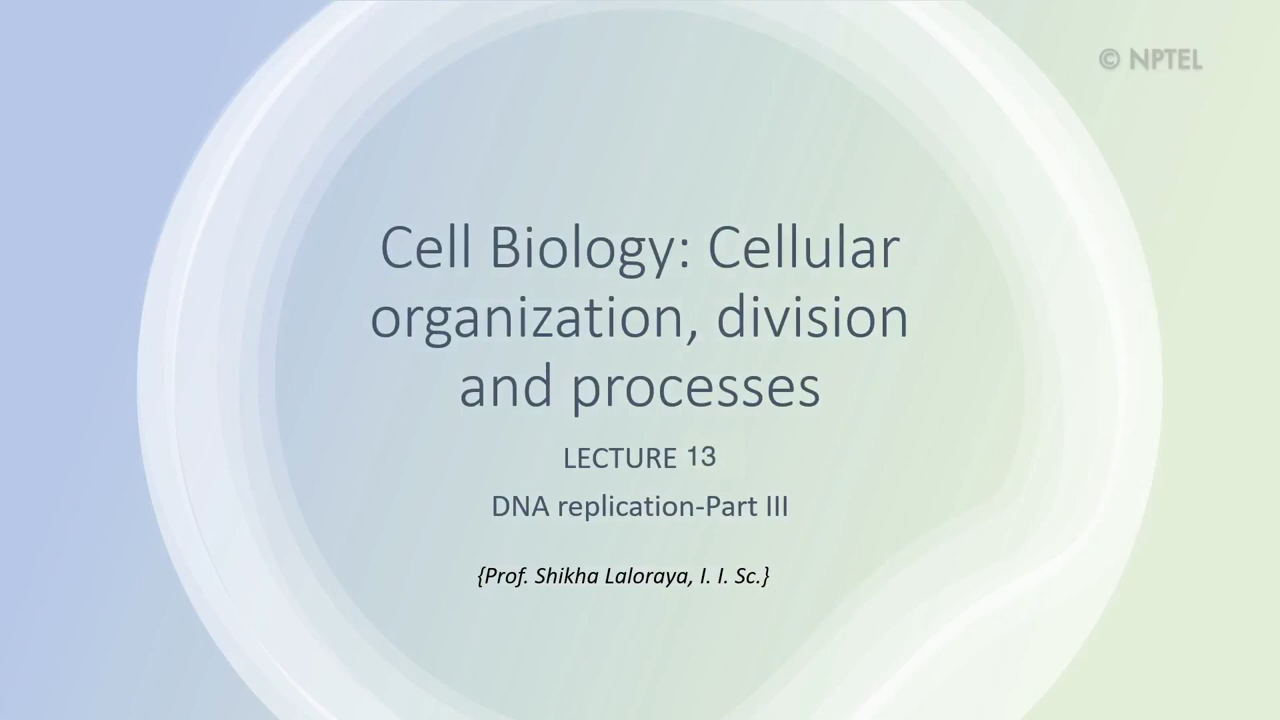 © NPTEL
Cell Biology: Cellular
organization, division
and processes
LECTURE 13
DNA replication-Part III
{Prof. Shikha Laloraya, I. I. Sc.}